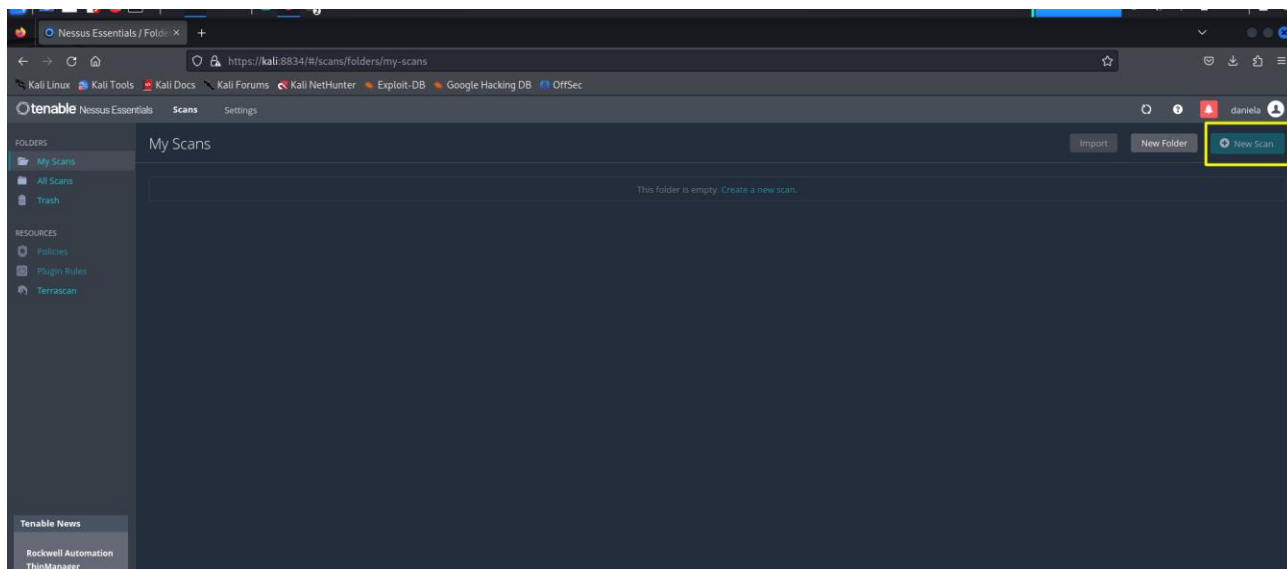 Nessus Essentials / Folde
https://kali:8834/#/scans/folders/my-scans
Kali Linux Kali Tools Kali Docs Kali Forums Kali NetHunter Exploit-DB Google Hacking DB OffSec
tenable Nessus Essentials Scans Settings daniela
FOLDERS
My Scans
All Scans
Trash
RESOURCES
Policies
Plugin Rules
Terrascan
My Scans Import New Folder New Scan
This folder is empty. Create a new scan.
Tenable News
Rockwell Automation
ThinManager